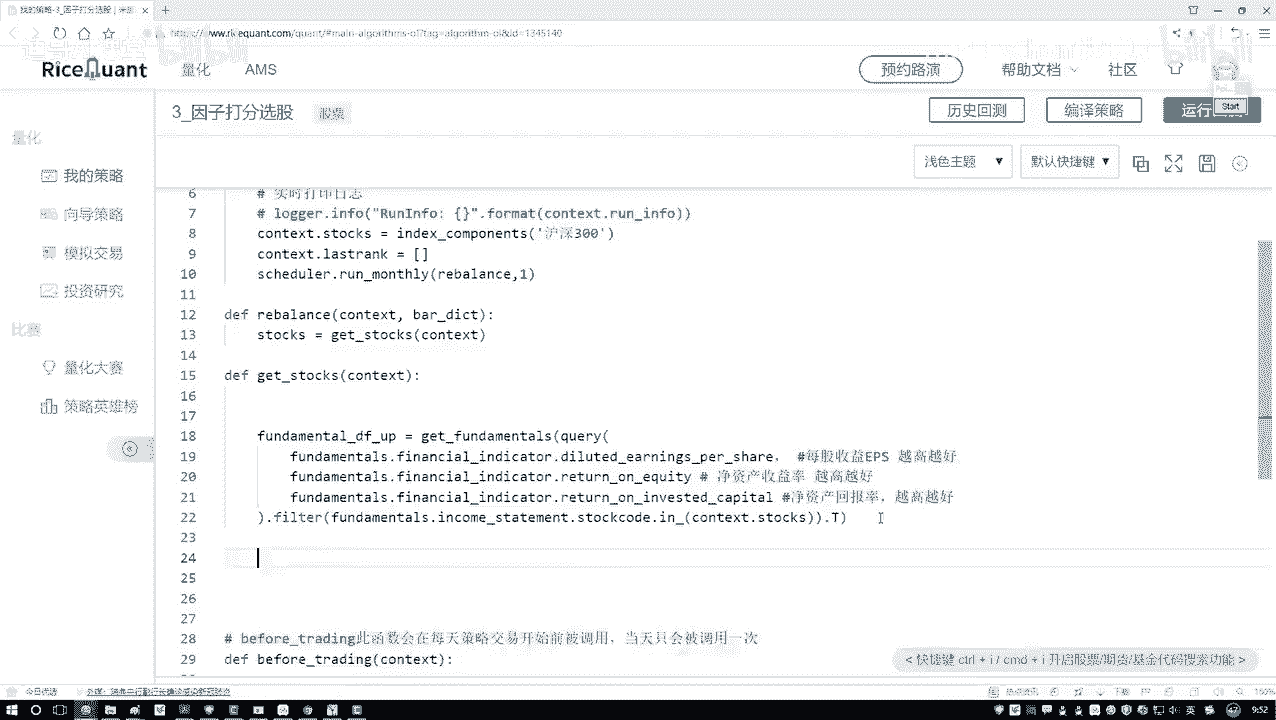 我的策略-3_因子打分选股
www.ricequant.com/quant/#main-algorithms-of?tag=algorithm-of&id=1345140
RiceQuant
量化
AMS
预约路演
帮助文档
社区
3_因子打分选股
股票
历史回测
编译策略
运行
Start
浅色主题
默认快捷键
量化
我的策略
向导策略
模拟交易
投资研究
比赛
量化大赛
策略英雄榜
6 # 实时打印日志
7 # logger.info("RunInfo: {}".format(context.run_info))
8 context.stocks = index_components('沪深300')
9 context.lastrank = []
10 scheduler.run_monthly(rebalance,1)
11
12 def rebalance(context, bar_dict):
13 stocks = get_stocks(context)
14
15 def get_stocks(context):
16
17
18 fundamental_df_up = get_fundamentals(query(
19 fundamentals.financial_indicator.diluted_earnings_per_share, #每股收益EPS 越高越好
20 fundamentals.financial_indicator.return_on_equity # 净资产收益率 越高越好
21 fundamentals.financial_indicator.return_on_invested_capital #净资产回报率，越高越好
22 ).filter(fundamentals.income_statement.stockcode.in_(context.stocks)).T)
23
24
25
26
27
28 # before_trading此函数会在每天策略交易开始前被调用，当天只会被调用一次
29 def before_trading(context):
< 快捷键 ctrl + i / cmd + i 开启股票/期货/基金代码搜索功能 >
今日优选
100%
英
9:52